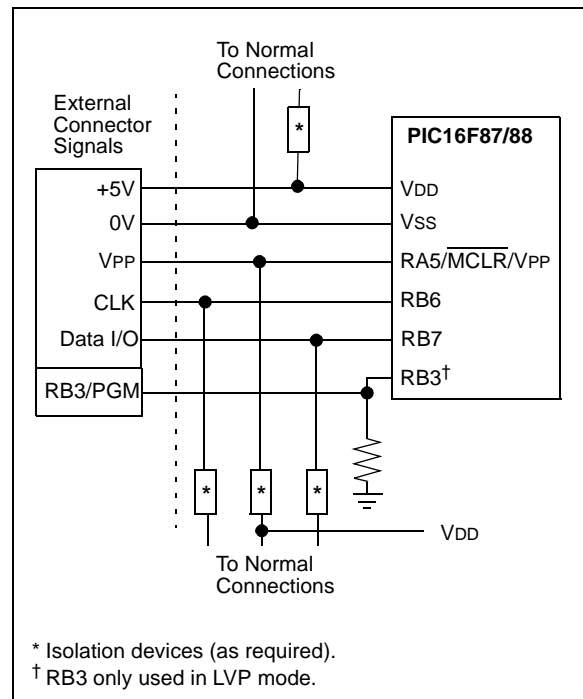 To Normal
Connections
External
Connector
Signals
*
PIC16F87/88
+5V
VDD
0V
VSS
VPP
RA5/MCLR/VPP
CLK
RB6
Data I/O
RB7
RB3/PGM
RB3†
*
*
*
VDD
To Normal
Connections
* Isolation devices (as required).
† RB3 only used in LVP mode.